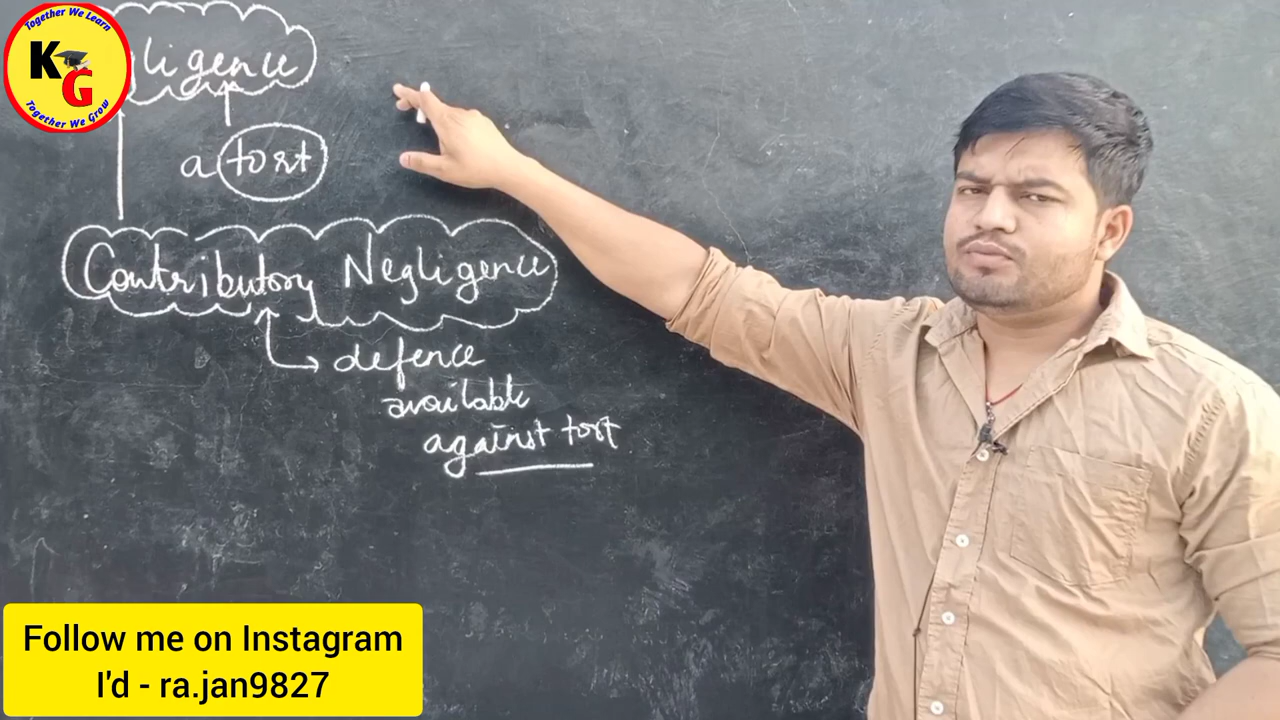 Together We Learn
KG
Together We Grow
ligence
a tort
Contributory Negligence
defence
available
against tort
Follow me on Instagram
I'd - ra.jan9827